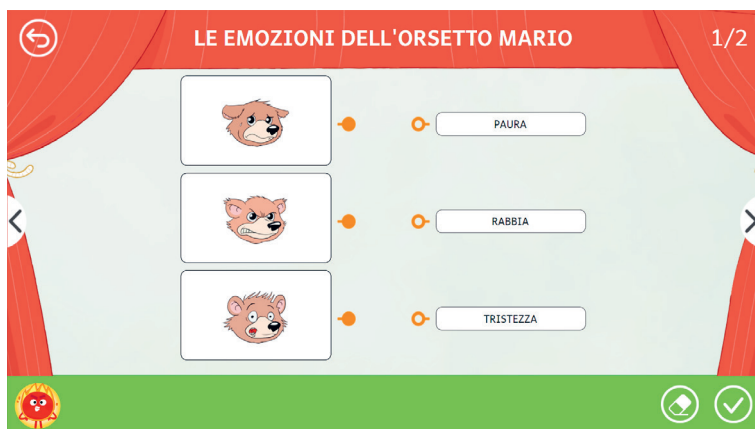 LE EMOZIONI DELL'ORSETTO MARIO
1/2
PAURA
RABBIA
TRISTEZZA